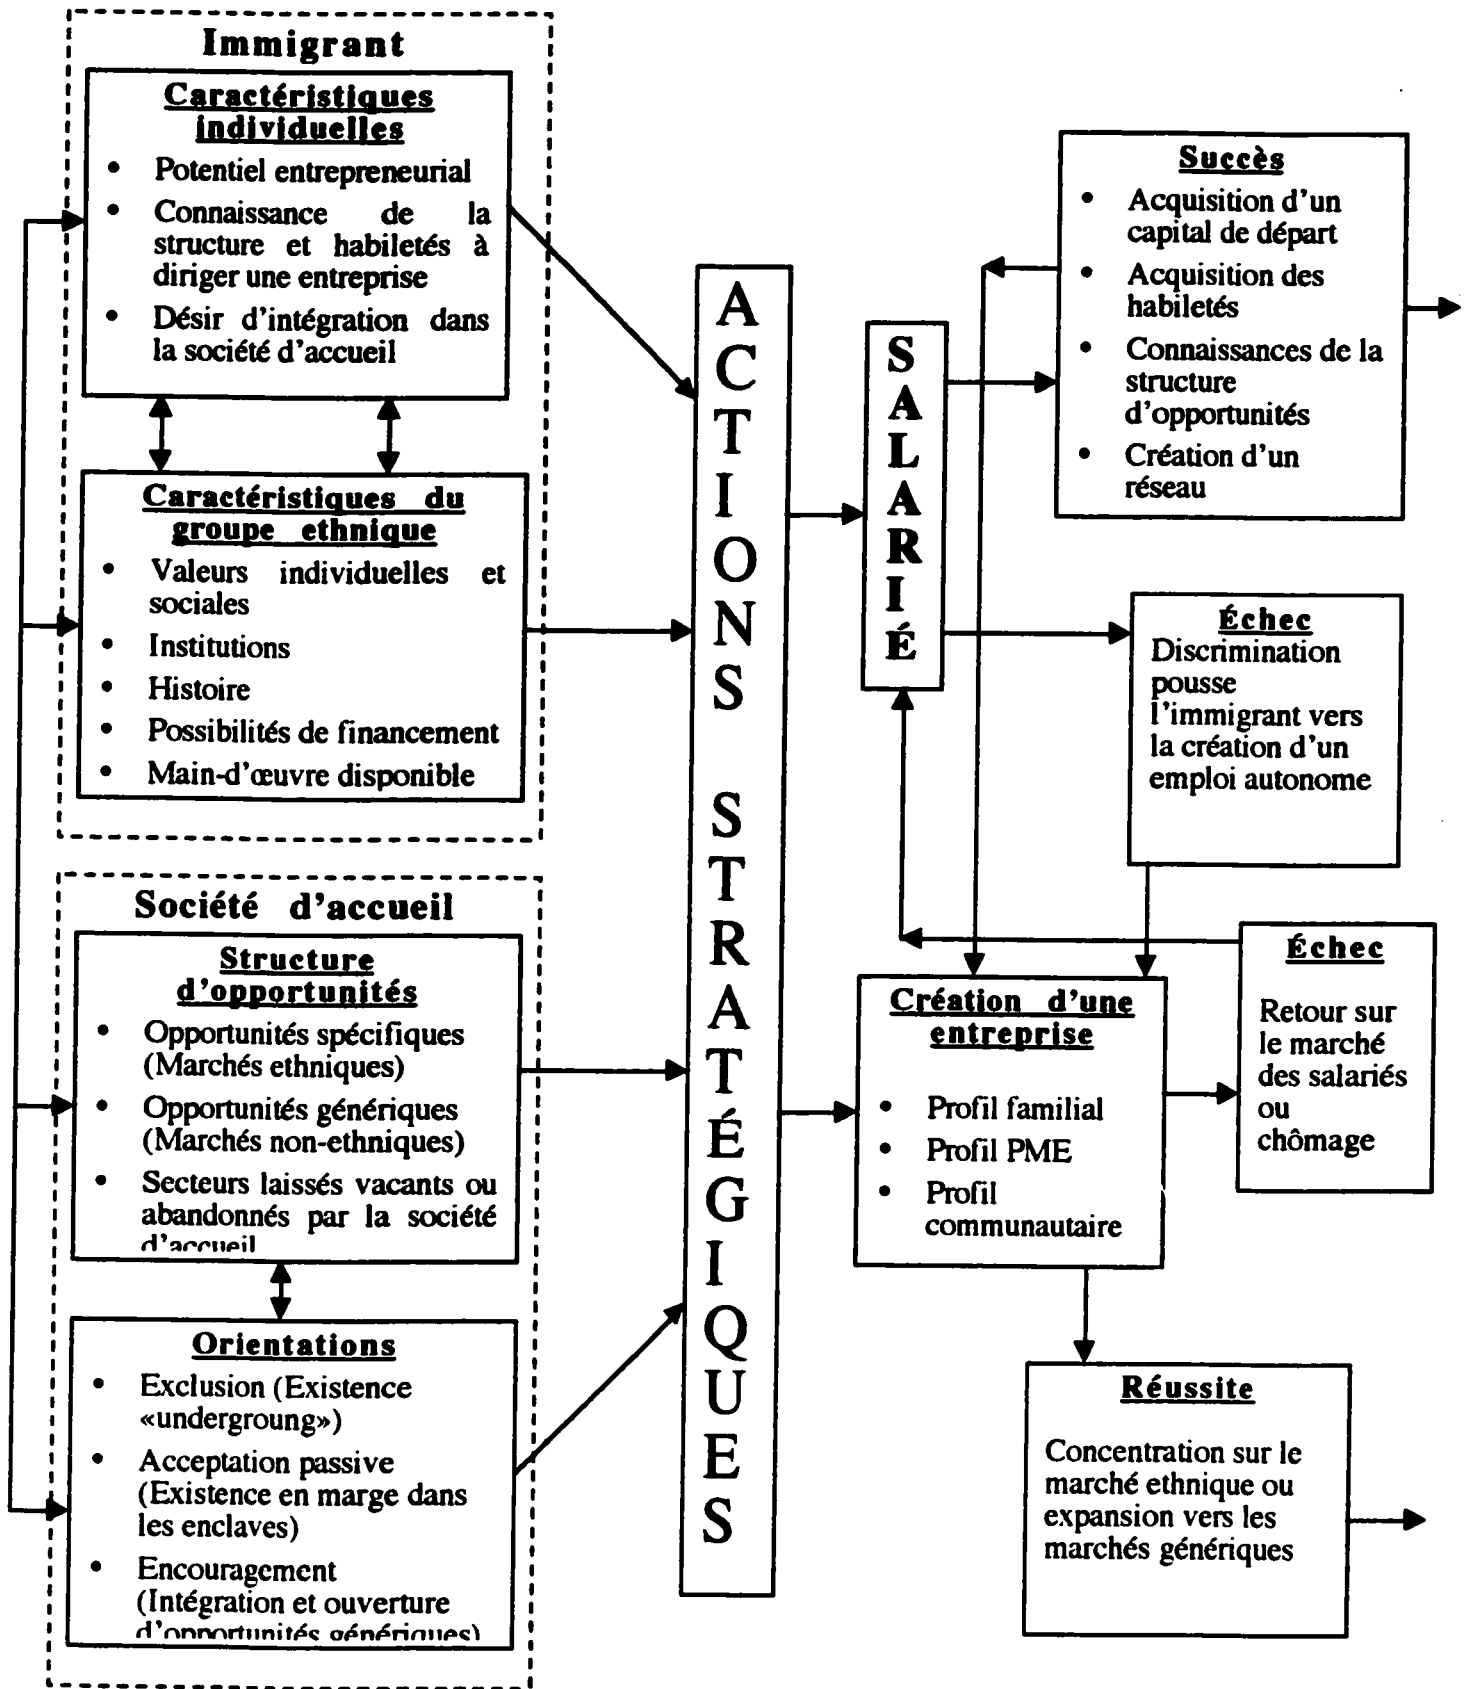 Immigrant
Caractéristiques
individuelles
• Potentiel entrepreneurial
• Connaissance de la
structure et habiletés à
diriger une entreprise
• Désir d'intégration dans
la société d'accueil
Caractéristiques du
groupe ethnique
• Valeurs individuelles et
sociales
• Institutions
• Histoire
• Possibilités de financement
• Main-d'œuvre disponible
Société d'accueil
Structure
d'opportunités
• Opportunités spécifiques
(Marchés ethniques)
• Opportunités génériques
(Marchés non-ethniques)
• Secteurs laissés vacants ou
abandonnés par la société
d'accueil
Orientations
• Exclusion (Existence
«undergroung»)
• Acceptation passive
(Existence en marge dans
les enclaves)
• Encouragement
(Intégration et ouverture
d'opportunités génériques)
ACTIONS STRATÉGIQUES
SALARIÉ
Succès
• Acquisition d'un
capital de départ
• Acquisition des
habiletés
• Connaissances de la
structure
d'opportunités
• Création d'un
réseau
Échec
Discrimination
pousse
l'immigrant vers
la création d'un
emploi autonome
Création d'une
entreprise
• Profil familial
• Profil PME
• Profil
communautaire
Échec
Retour sur
le marché
des salariés
ou
chômage
Réussite
Concentration sur le
marché ethnique ou
expansion vers les
marchés génériques